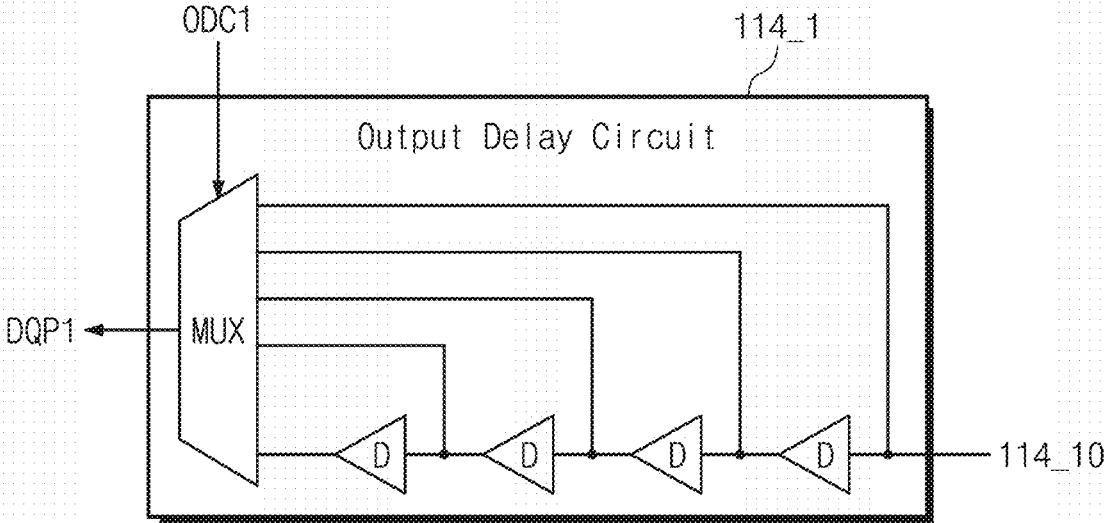 ODC1
114_1
Output Delay Circuit
DQP1
MUX
D
D
D
D
114_10